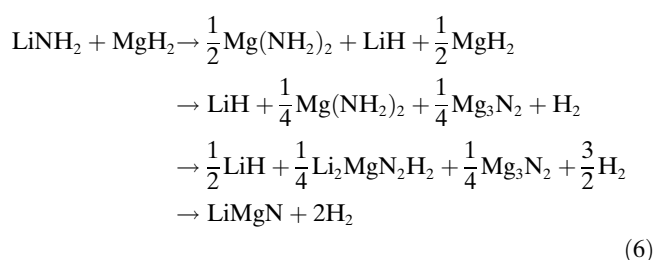 LiNH₂ + MgH₂ → 1/2 Mg(NH₂)₂ + LiH + 1/2 MgH₂
→ LiH + 1/4 Mg(NH₂)₂ + 1/4 Mg₃N₂ + H₂
→ 1/2 LiH + 1/4 Li₂MgN₂H₂ + 1/4 Mg₃N₂ + 3/2 H₂
→ LiMgN + 2H₂
(6)